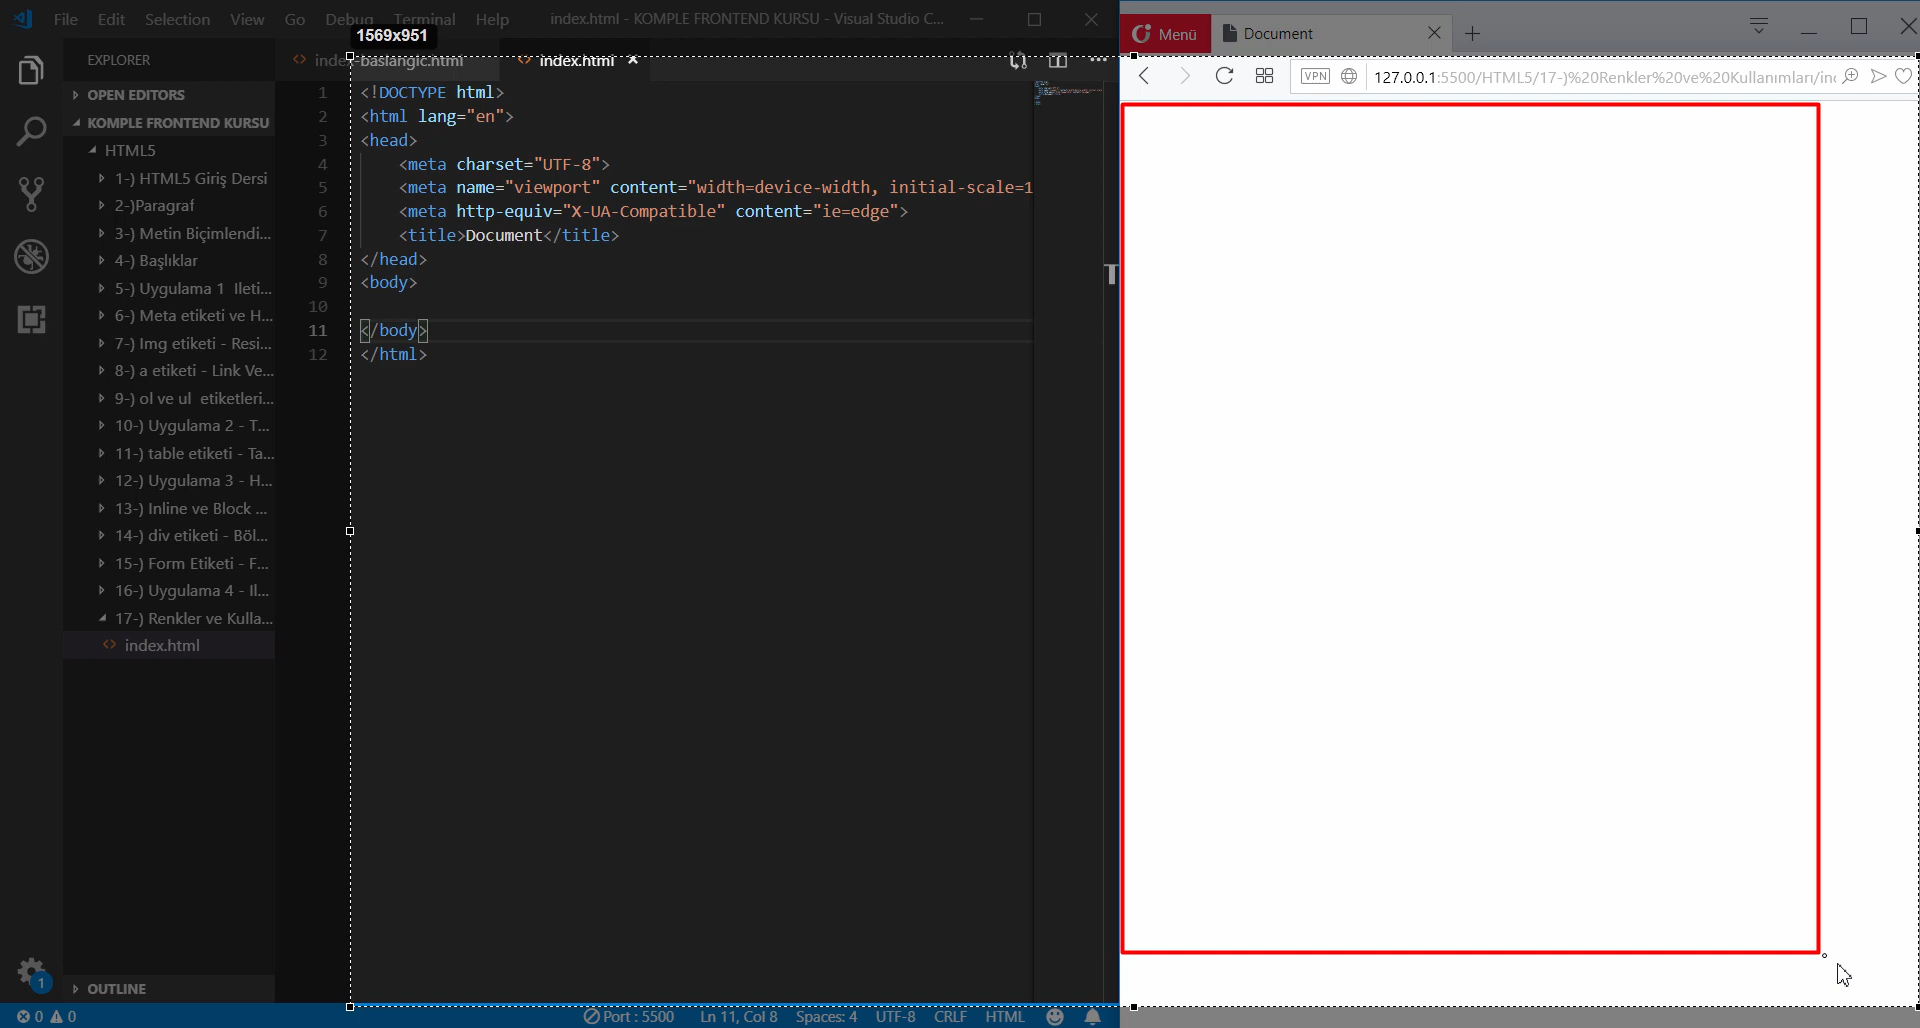 File Edit Selection View Go Debug Terminal Help index.html - KOMPLE FRONTEND KURSU - Visual Studio C...
1569x951
EXPLORER
index-baslangic.html
index.html
OPEN EDITORS
KOMPLE FRONTEND KURSU
HTML5
1-) HTML5 Giriş Dersi
2-)Paragraf
3-) Metin Biçimlendi...
4-) Başlıklar
5-) Uygulama 1 Ileti...
6-) Meta etiketi ve H...
7-) Img etiketi - Resi...
8-) a etiketi - Link Ve...
9-) ol ve ul etiketleri...
10-) Uygulama 2 - T...
11-) table etiketi - Ta...
12-) Uygulama 3 - H...
13-) Inline ve Block ...
14-) div etiketi - Böl...
15-) Form Etiketi - F...
16-) Uygulama 4 - Il...
17-) Renkler ve Kulla...
index.html
OUTLINE
1
1 <!DOCTYPE html>
2 <html lang="en">
3 <head>
4 <meta charset="UTF-8">
5 <meta name="viewport" content="width=device-width, initial-scale=1
6 <meta http-equiv="X-UA-Compatible" content="ie=edge">
7 <title>Document</title>
8 </head>
9 <body>
10
11 </body>
12 </html>
0 0 Port : 5500 Ln 11, Col 8 Spaces: 4 UTF-8 CRLF HTML
Menü Document
VPN 127.0.0.1:5500/HTML5/17-)%20Renkler%20ve%20Kullanımları/in